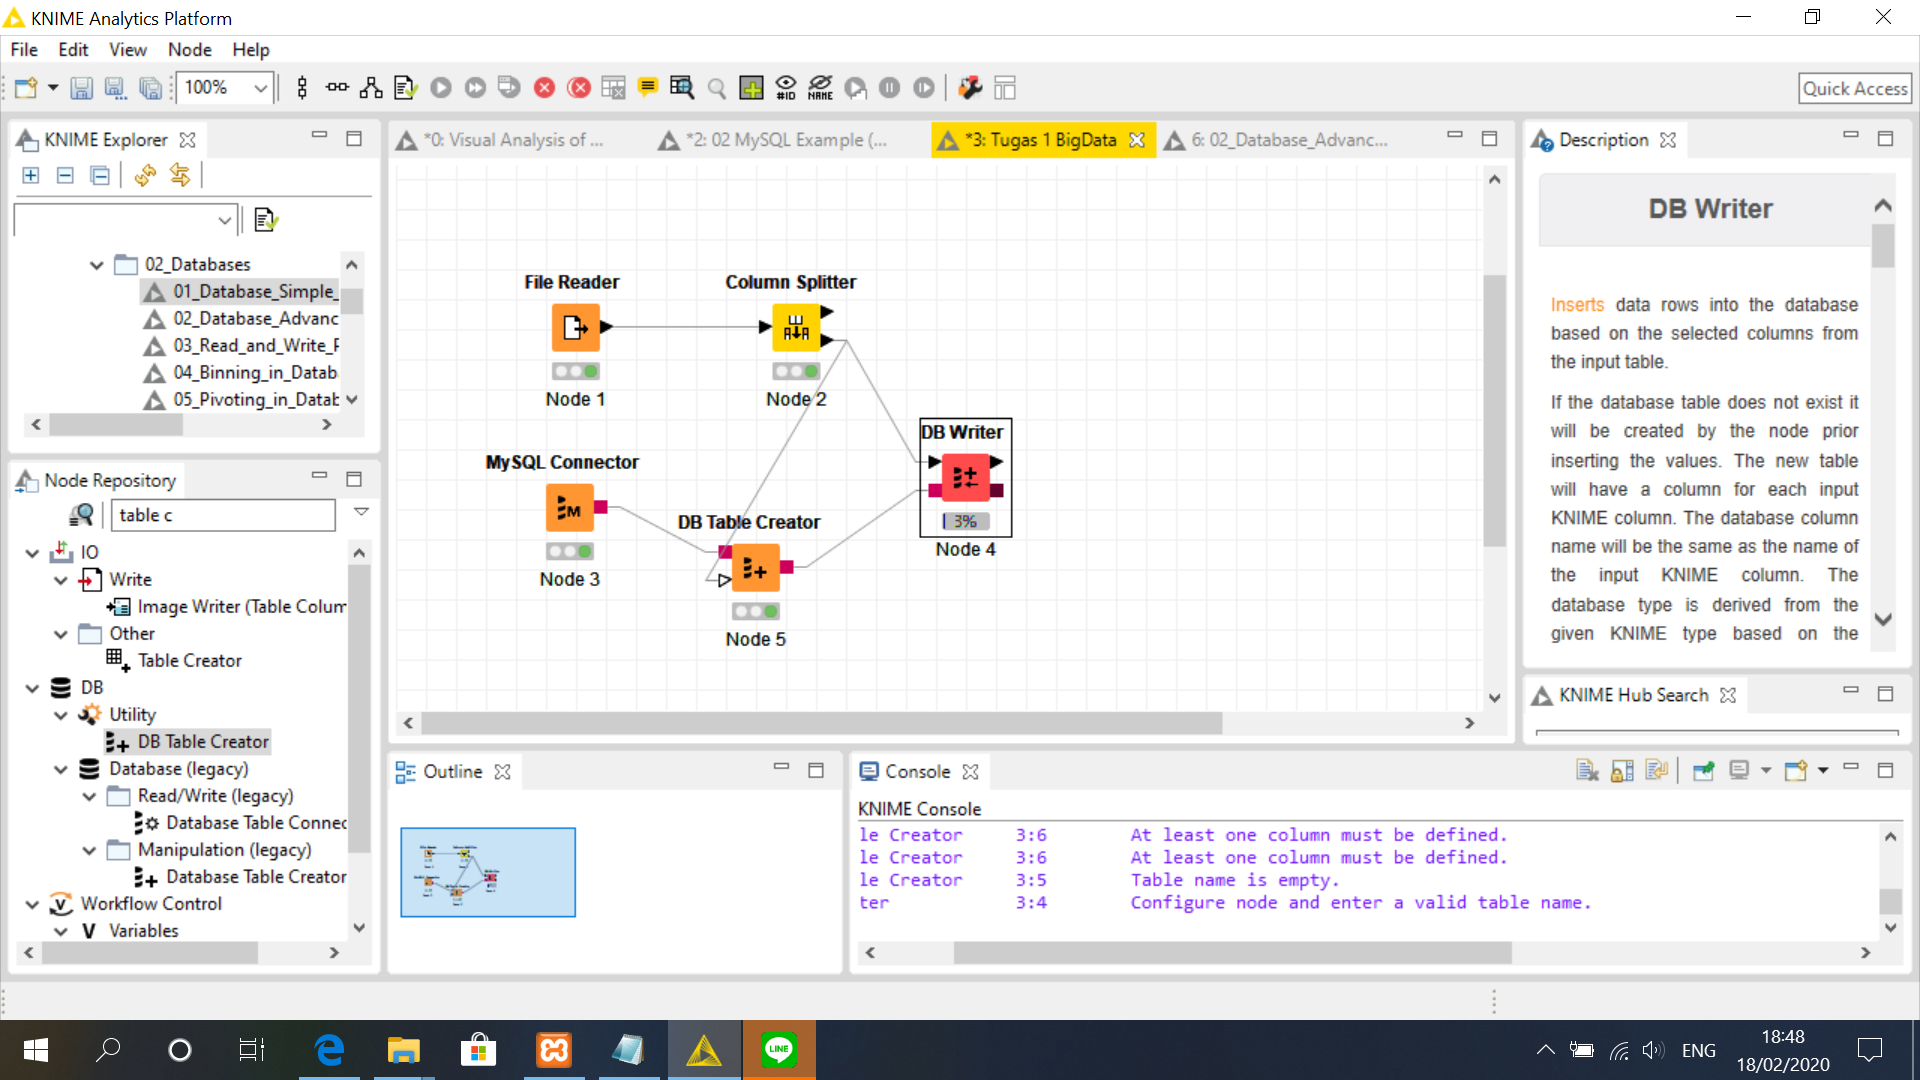 KNIME Analytics Platform
File Edit View Node Help
100%
#ID
NAME
Quick Access
KNIME Explorer
02_Databases
01_Database_Simple_
02_Database_Advanc
03_Read_and_Write_F
04_Binning_in_Datab
05_Pivoting_in_Datab
Node Repository
table c
IO
Write
Image Writer (Table Colum
Other
Table Creator
DB
Utility
DB Table Creator
Database (legacy)
Read/Write (legacy)
Database Table Connec
Manipulation (legacy)
Database Table Creator
Workflow Control
Variables
*0: Visual Analysis of ...
*2: 02 MySQL Example (...
*3: Tugas 1 BigData
6: 02_Database_Advanc...
File Reader
Node 1
Column Splitter
Node 2
MySQL Connector
M
Node 3
DB Table Creator
Node 5
DB Writer
3%
Node 4
Outline
Console
KNIME Console
le Creator 3:6 At least one column must be defined.
le Creator 3:6 At least one column must be defined.
le Creator 3:5 Table name is empty.
ter 3:4 Configure node and enter a valid table name.
Description
DB Writer
Inserts data rows into the database
based on the selected columns from
the input table.
If the database table does not exist it
will be created by the node prior
inserting the values. The new table
will have a column for each input
KNIME column. The database column
name will be the same as the name of
the input KNIME column. The
database type is derived from the
given KNIME type based on the
KNIME Hub Search
LINE
ENG
18:48
18/02/2020